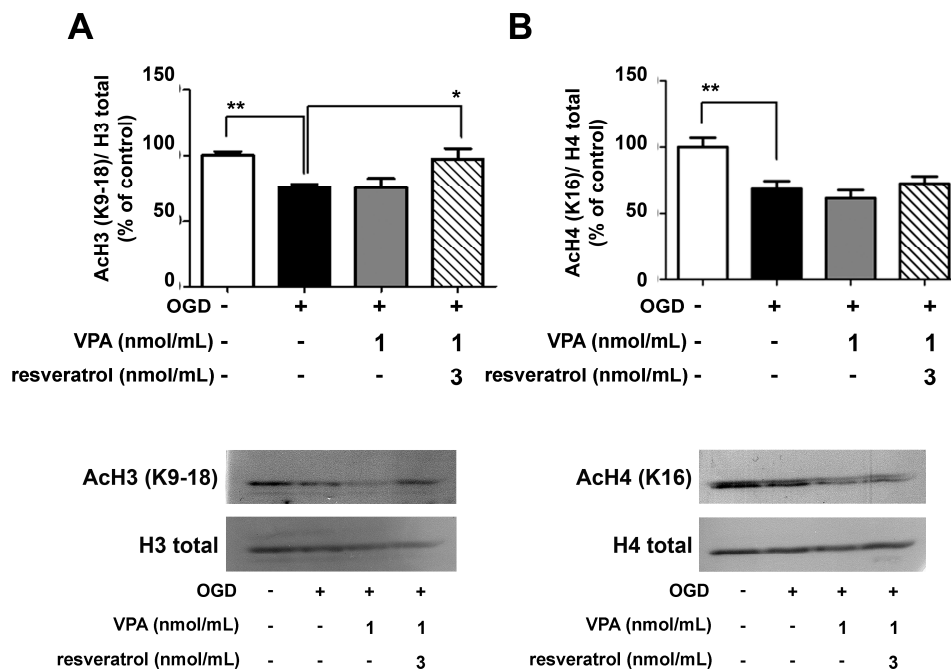 A
AcH3 (K9-18)/ H3 total
(% of control)
150
100
50
0
**
*
OGD - + + +
VPA (nmol/mL) - - 1 1
resveratrol (nmol/mL) - - - 3
B
AcH4 (K16)/ H4 total
(% of control)
150
100
50
0
**
- + + +
VPA (nmol/mL) - - 1 1
resveratrol (nmol/mL) - - - 3
AcH3 (K9-18)
H3 total
OGD - + + +
VPA (nmol/mL) - - 1 1
resveratrol (nmol/mL) - - - 3
AcH4 (K16)
H4 total
OGD - + + +
VPA (nmol/mL) - - 1 1
resveratrol (nmol/mL) - - - 3